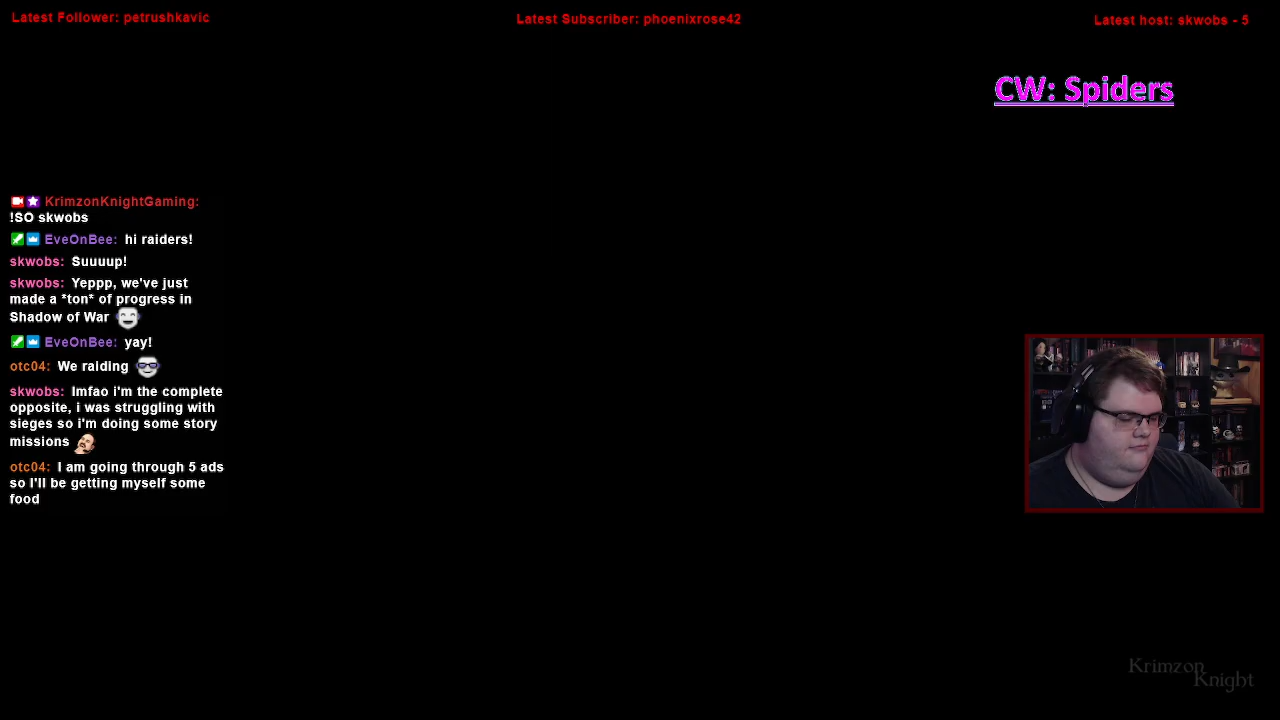 Latest Follower: petrushkavic
Latest Subscriber: phoenixrose42
Latest host: skwobs - 5
CW: Spiders
KrimzonKnightGaming:
!SO skwobs
EveOnBee: hi raiders!
skwobs: Suuuup!
skwobs: Yeppp, we've just
made a *ton* of progress in
Shadow of War
EveOnBee: yay!
otc04: We raiding
skwobs: lmfao i'm the complete
opposite, i was struggling with
sieges so i'm doing some story
missions
otc04: I am going through 5 ads
so I'll be getting myself some
food
Krimzon
Knight